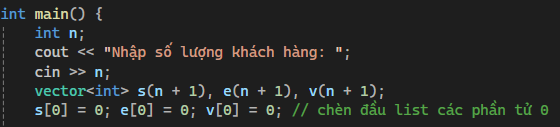 int main() {
    int n;
    cout << "Nhập số lượng khách hàng: ";
    cin >> n;
    vector<int> s(n + 1), e(n + 1), v(n + 1);
    s[0] = 0; e[0] = 0; v[0] = 0; // chèn đầu list các phần tử 0